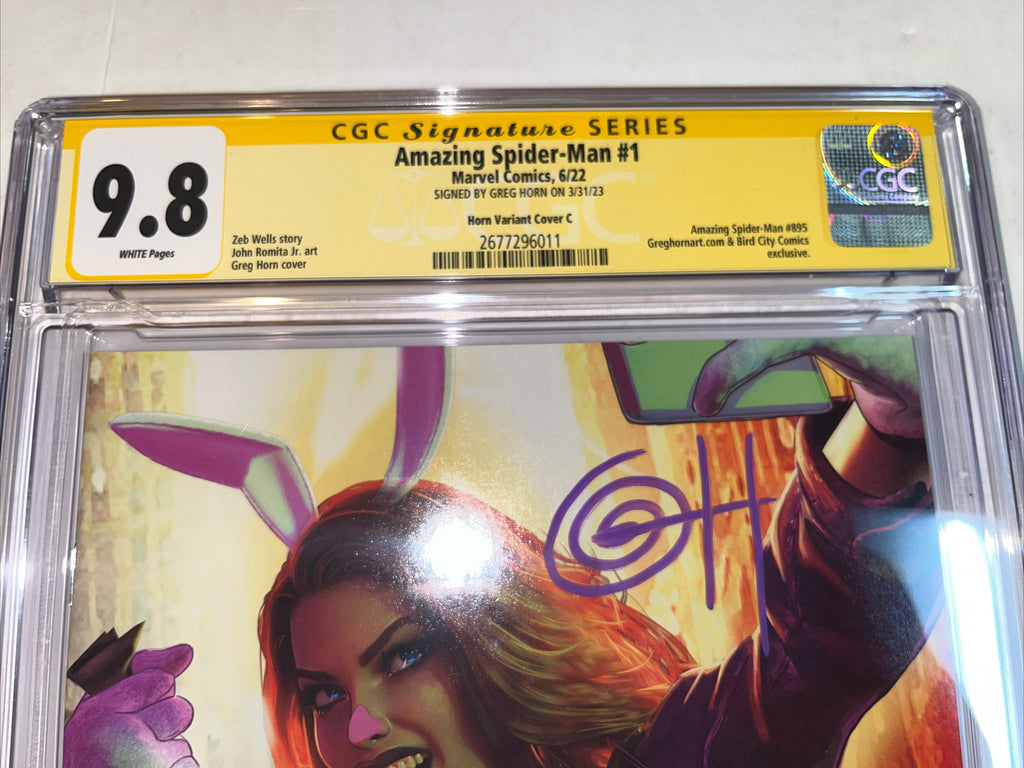 CGC Signature SERIES
9.8
WHITE Pages
Amazing Spider-Man #1
Marvel Comics, 6/22
SIGNED BY GREG HORN ON 3/31/23
Horn Variant Cover C
2677296011
Zeb Wells story
John Romita Jr. art
Greg Horn cover
Amazing Spider-Man #895
Greghornart.com & Bird City Comics
exclusive.
CGC
CGC
GH